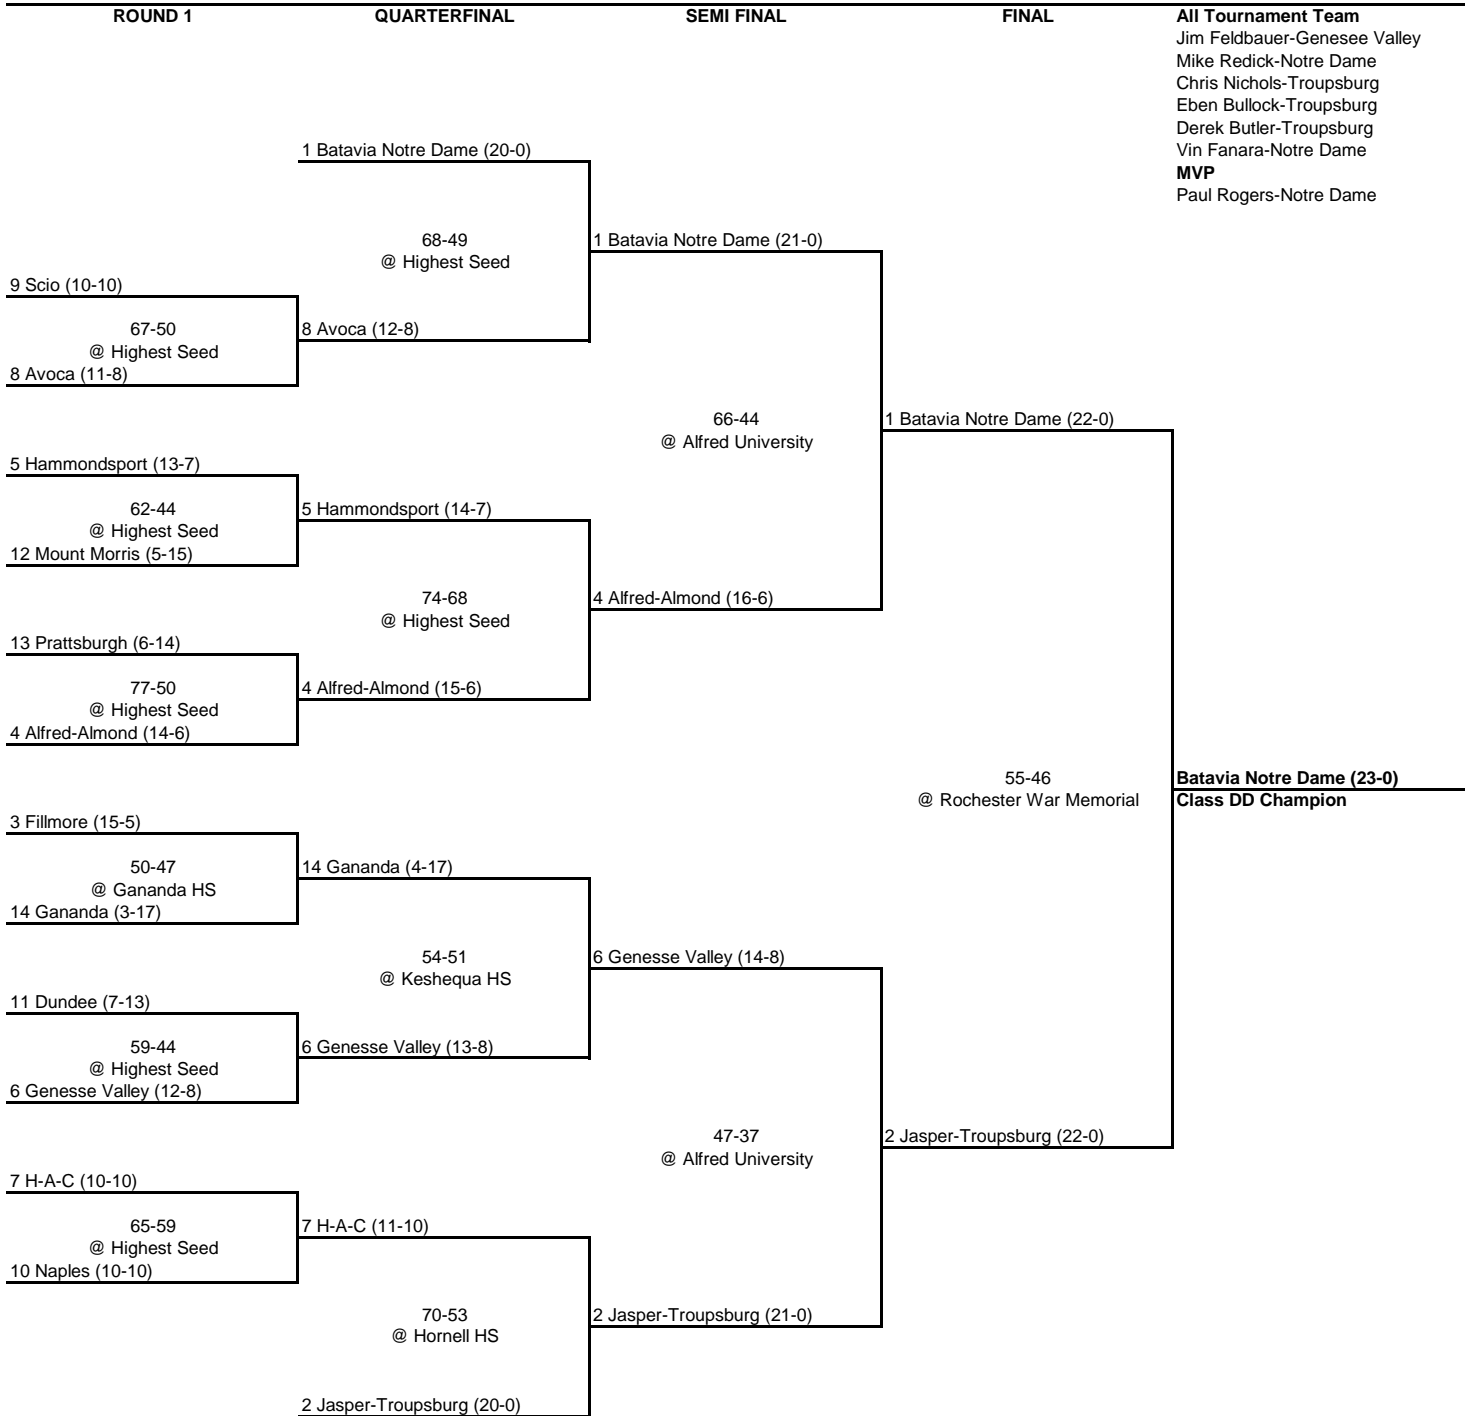 ROUND 1 QUARTERFINAL SEMI FINAL FINAL All Tournament Team
Jim Feldbauer-Genesee Valley
Mike Redick-Notre Dame
Chris Nichols-Troupsburg
Eben Bullock-Troupsburg
Derek Butler-Troupsburg
1 Batavia Notre Dame (20-0) Vin Fanara-Notre Dame
MVP
Paul Rogers-Notre Dame
68-49 1 Batavia Notre Dame (21-0)
@ Highest Seed
9 Scio (10-10)
67-50 8 Avoca (12-8)
@ Highest Seed
8 Avoca (11-8)
66-44 1 Batavia Notre Dame (22-0)
@ Alfred University
5 Hammondsport (13-7)
62-44 5 Hammondsport (14-7)
@ Highest Seed
12 Mount Morris (5-15)
74-68 4 Alfred-Almond (16-6)
@ Highest Seed
13 Prattsburgh (6-14)
77-50 4 Alfred-Almond (15-6)
@ Highest Seed
4 Alfred-Almond (14-6)
55-46 Batavia Notre Dame (23-0)
@ Rochester War Memorial Class DD Champion
3 Fillmore (15-5)
50-47 14 Gananda (4-17)
@ Gananda HS
14 Gananda (3-17)
54-51 6 Genesse Valley (14-8)
@ Keshequa HS
11 Dundee (7-13)
59-44 6 Genesse Valley (13-8)
@ Highest Seed
6 Genesse Valley (12-8)
47-37 2 Jasper-Troupsburg (22-0)
@ Alfred University
7 H-A-C (10-10)
65-59 7 H-A-C (11-10)
@ Highest Seed
10 Naples (10-10)
70-53 2 Jasper-Troupsburg (21-0)
@ Hornell HS
2 Jasper-Troupsburg (20-0)